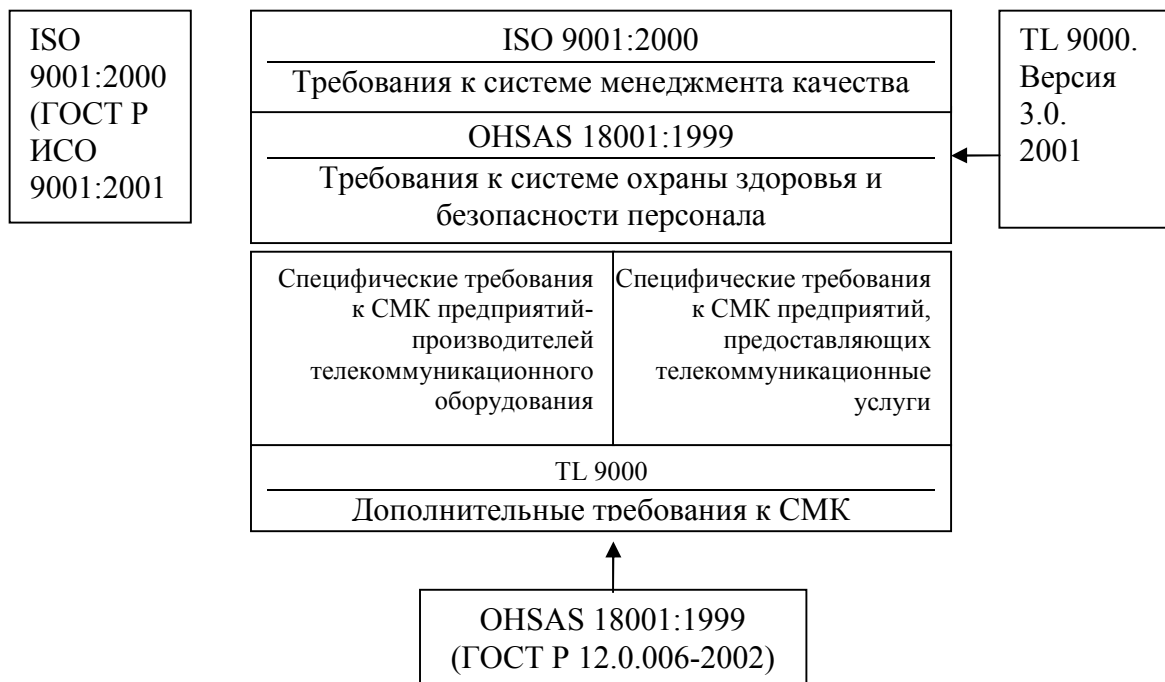 ISO
9001:2000
(ГОСТ Р
ИСО
9001:2001
ISO 9001:2000
Требования к системе менеджмента качества
OHSAS 18001:1999
Требования к системе охраны здоровья и
безопасности персонала
TL 9000.
Версия
3.0.
2001
Специфические требования
к СМК предприятий-
производителей
телекоммуникационного
оборудования
Специфические требования
к СМК предприятий,
предоставляющих
телекоммуникационные
услуги
TL 9000
Дополнительные требования к СМК
OHSAS 18001:1999
(ГОСТ Р 12.0.006-2002)